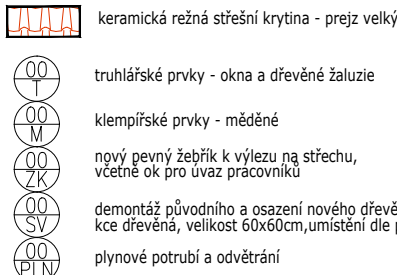 keramická režná střešní krytina - prejz velký
00
T
truhlářské prvky - okna a dřevěné žaluzie
00
M
klempířské prvky - měděné
00
ZK
nový pevný žebřík k výlezu na střechu,
včetně ok pro úvaz pracovníků
00
SV
demontáž původního a osazení nového
kce dřevěná, velikost 60x60cm,umístění dle
00
PLN
plynové potrubí a odvětrání